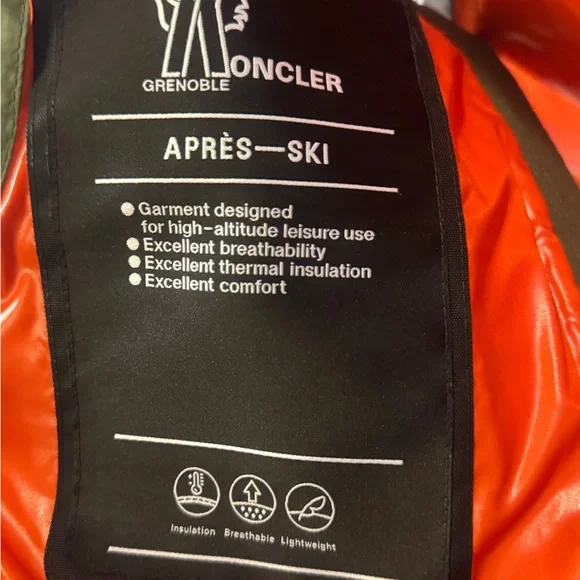 MONCLER
GRENOBLE
APRÈS—SKI
Garment designed
for high-altitude leisure use
Excellent breathability
Excellent thermal insulation
Excellent comfort
Insulation Breathable Lightweight